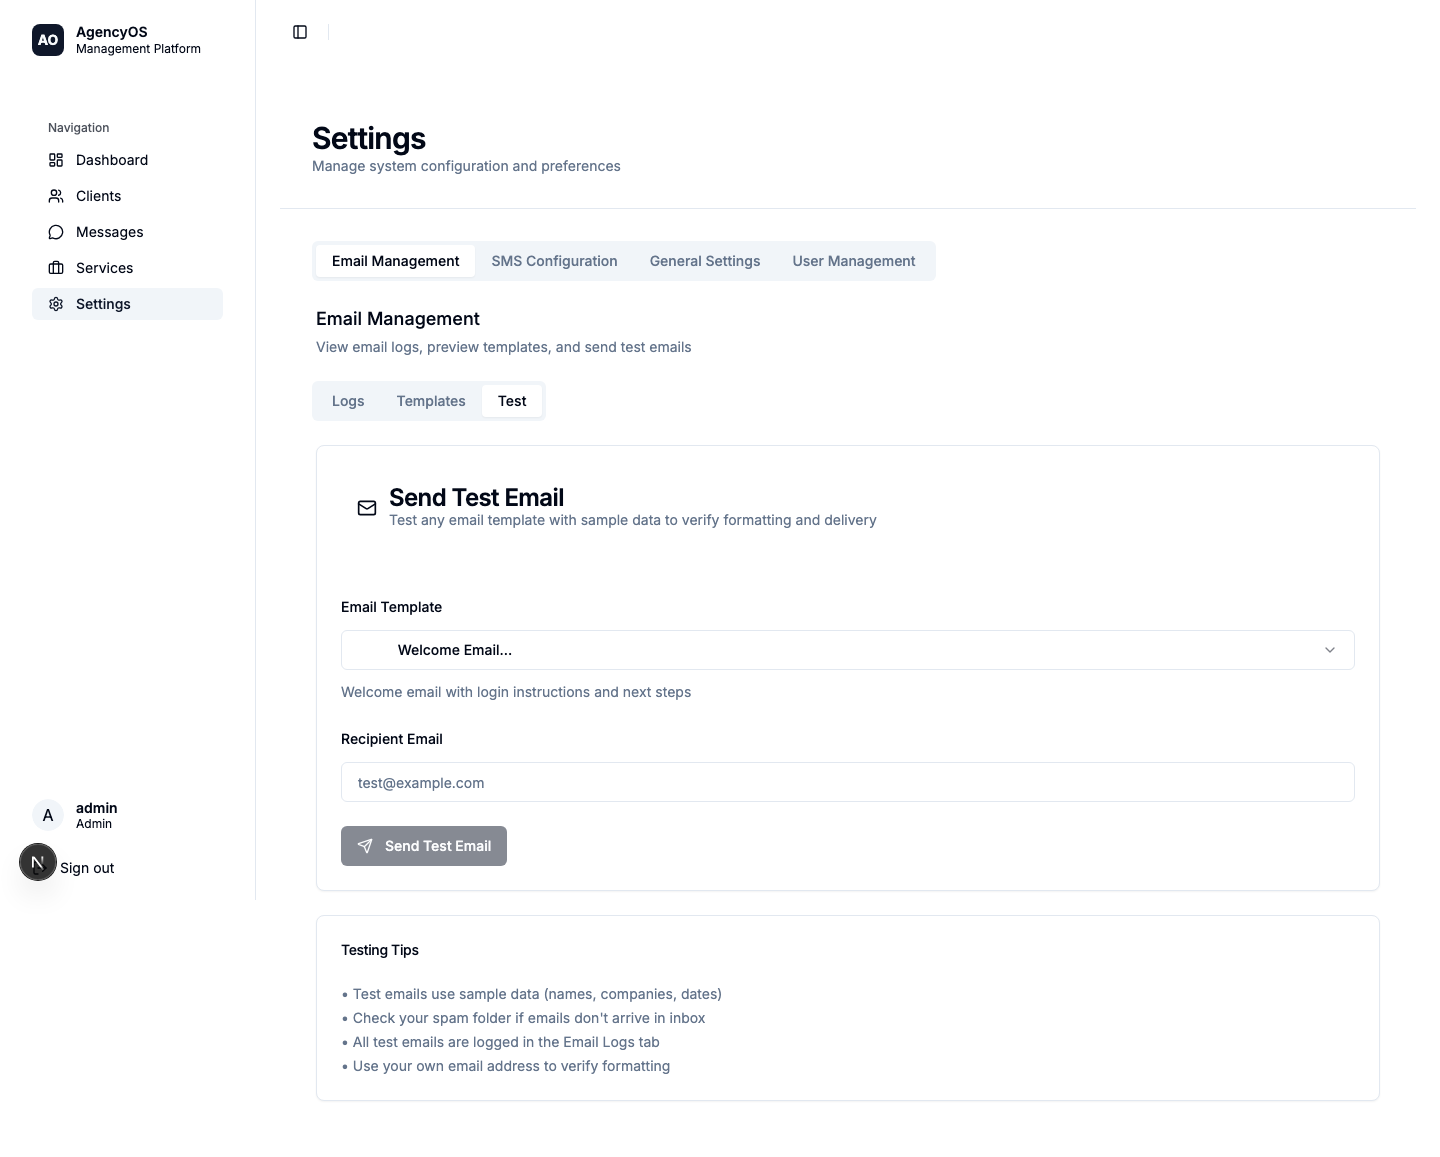 AO
AgencyOS
Management Platform
Navigation
Dashboard
Clients
Messages
Services
Settings
admin
A
Admin
N
Sign out
Settings
Manage system configuration and preferences
Email Management
SMS Configuration
General Settings
User Management
Email Management
View email logs, preview templates, and send test emails
Logs
Templates
Test
Send Test Email
Test any email template with sample data to verify formatting and delivery
Email Template
Welcome Email...
Welcome email with login instructions and next steps
Recipient Email
test@example.com
Send Test Email
Testing Tips
• Test emails use sample data (names, companies, dates)
• Check your spam folder if emails don't arrive in inbox
• All test emails are logged in the Email Logs tab
• Use your own email address to verify formatting